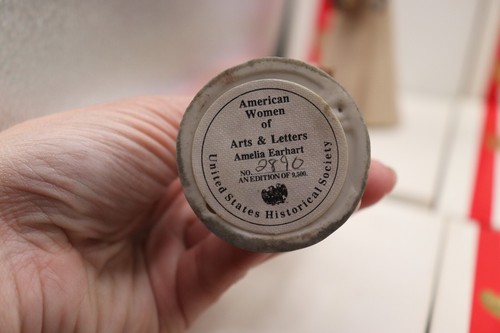 American
Women
of
Arts & Letters
Amelia Earhart
NO. 2890
AN EDITION OF 9,500.
United States Historical Society